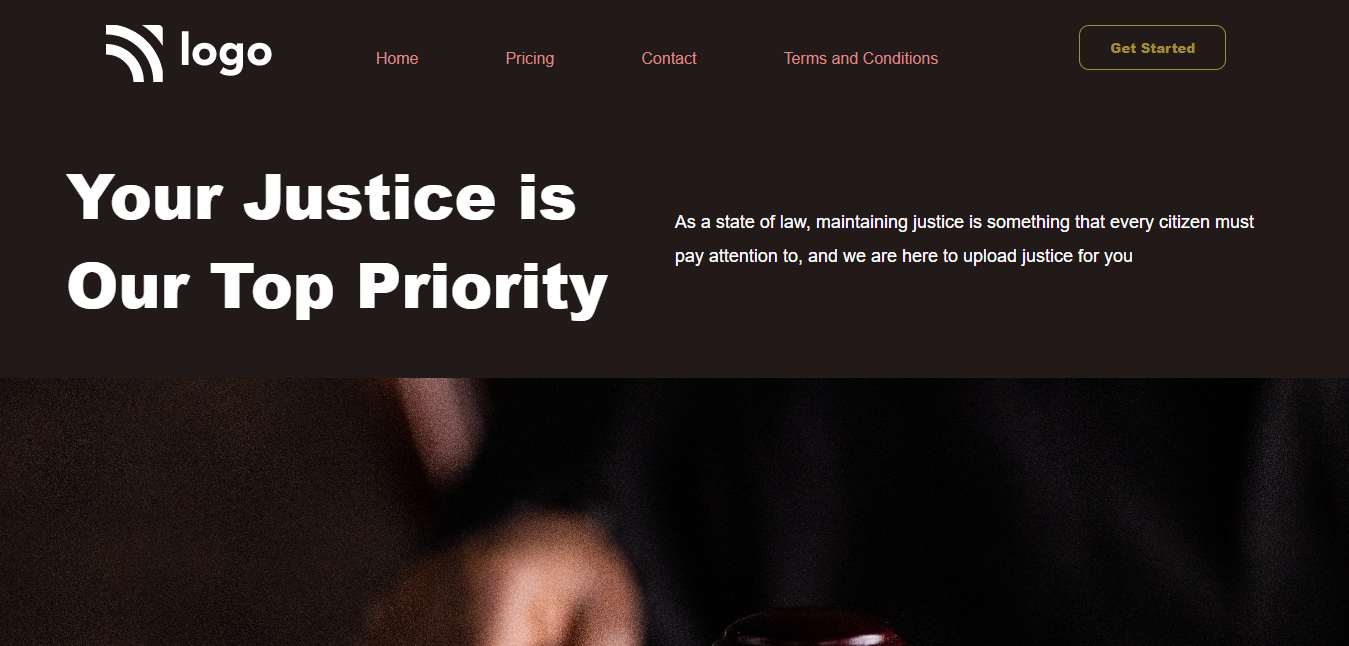 logo
Home
Pricing
Contact
Terms and Conditions
Get Started
Your Justice is
Our Top Priority
As a state of law, maintaining justice is something that every citizen must
pay attention to, and we are here to upload justice for you